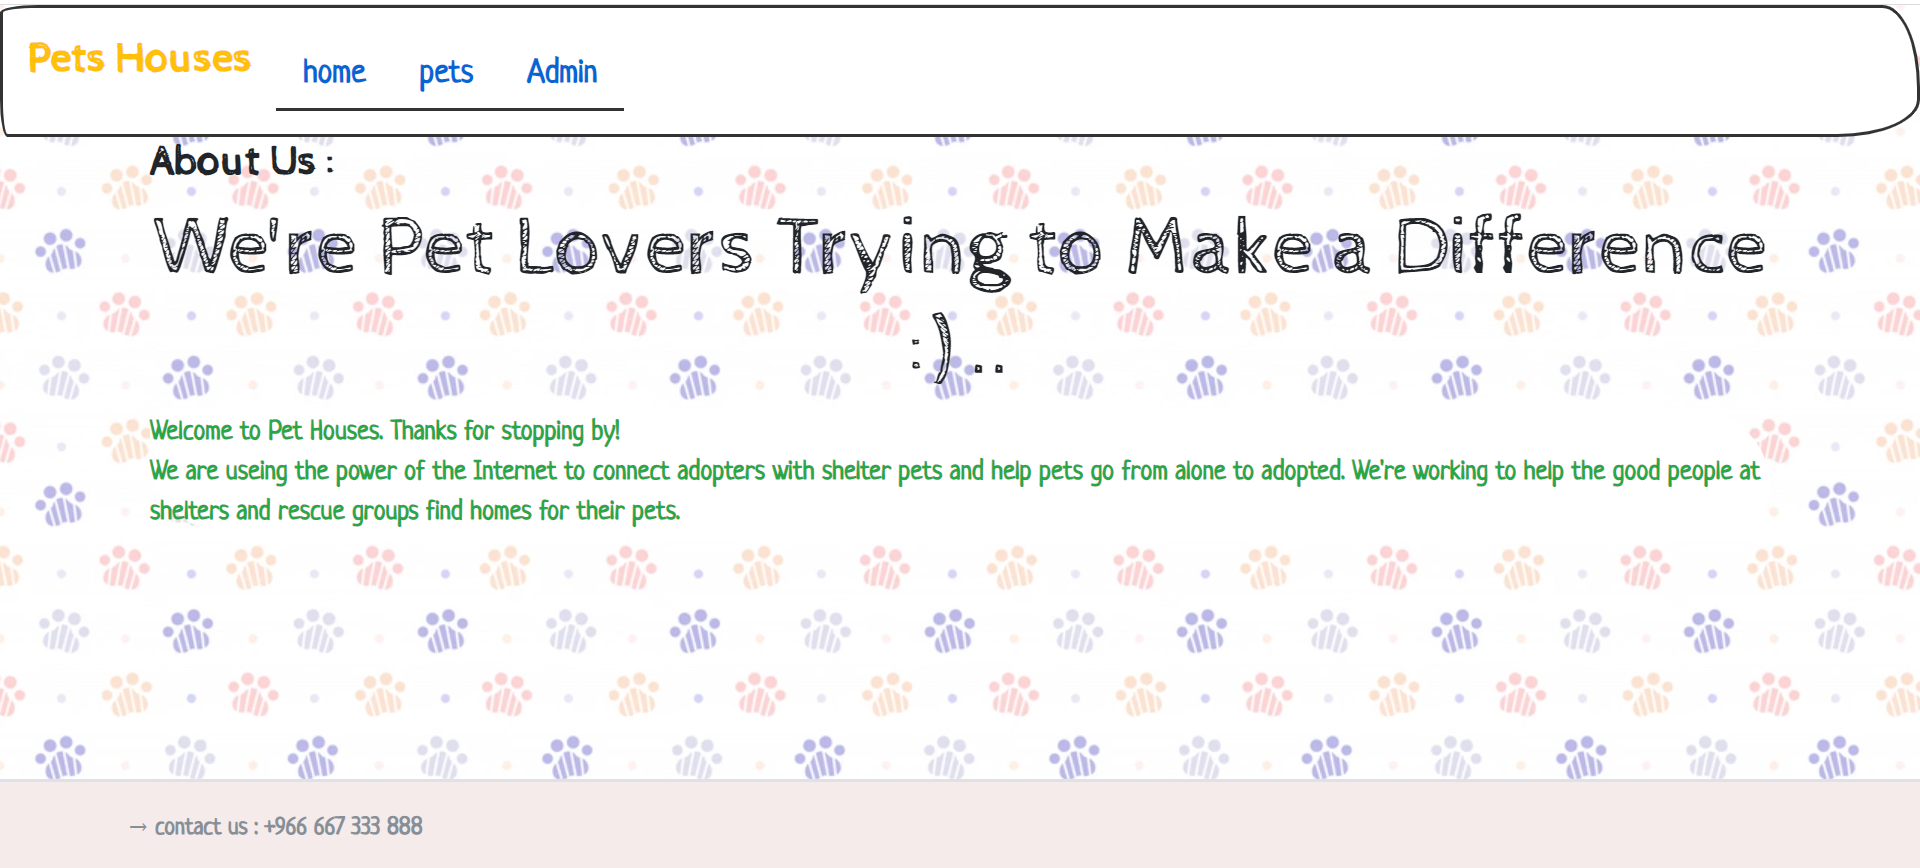 Pets Houses home pets Admin
About Us :
We're Pet Lovers Trying to Make a Difference
:) ..
Welcome to Pet Houses. Thanks for stopping by!
We are useing the power of the Internet to connect adopters with shelter pets and help pets go from alone to adopted. We're working to help the good people at
shelters and rescue groups find homes for their pets.
→ contact us : +966 667 333 888